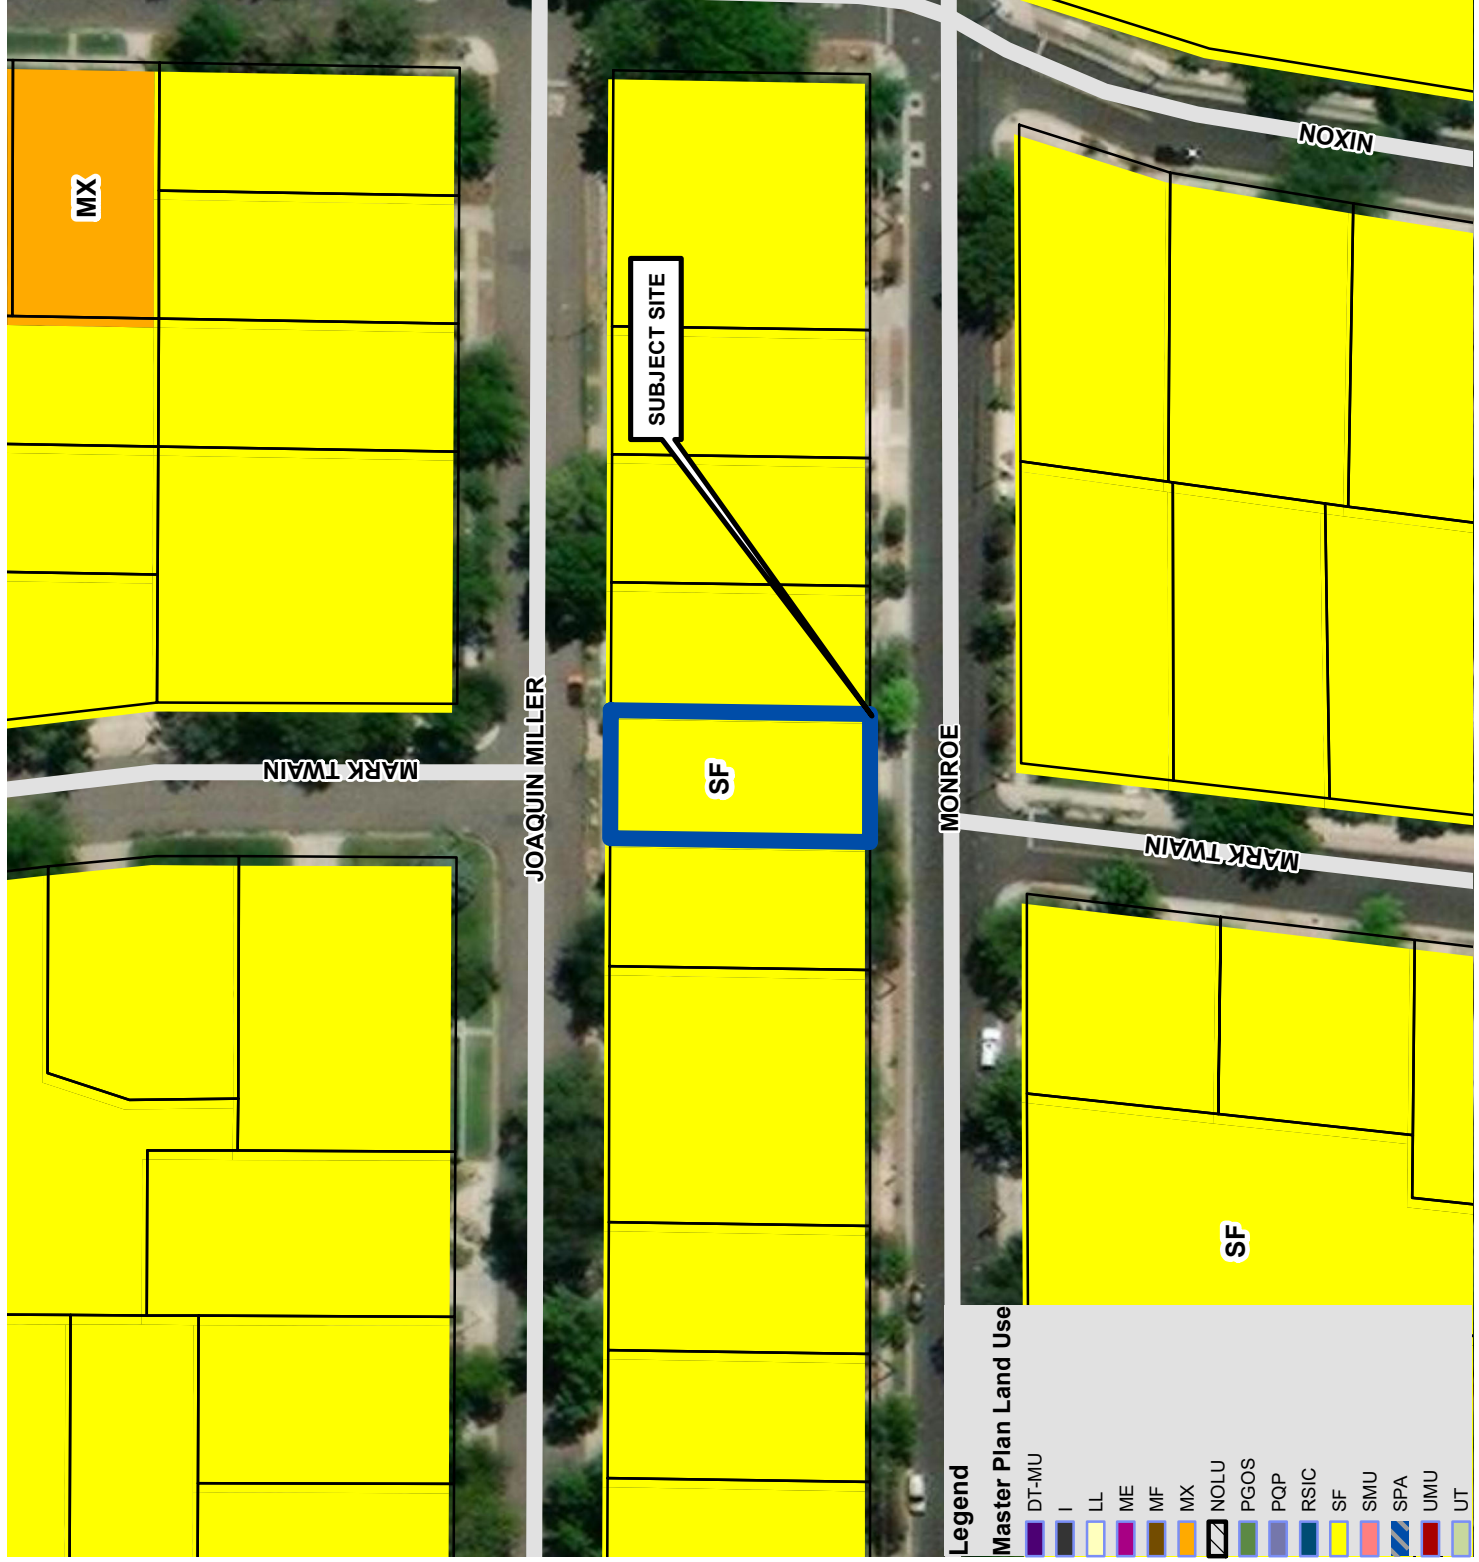 MX
NIXON
SUBJECT SITE
MARK TWAIN
JOAQUIN MILLER
SF
MONROE
MARK TWAIN
SF
Legend
Master Plan Land Use
DT-MU
I
LL
ME
MF
MX
NOLU
PGOS
PQP
RSIC
SF
SMU
SPA
UMU
UT